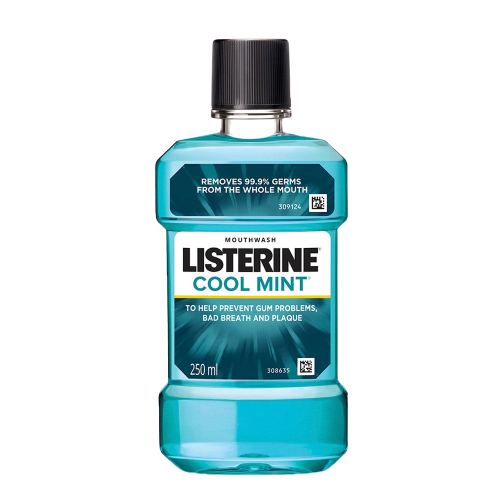 REMOVES 99.9% GERMS
FROM THE WHOLE MOUTH
309124
MOUTHWASH
LISTERINE®
COOL MINT®
TO HELP PREVENT GUM PROBLEMS,
BAD BREATH AND PLAQUE
250 ml
308635